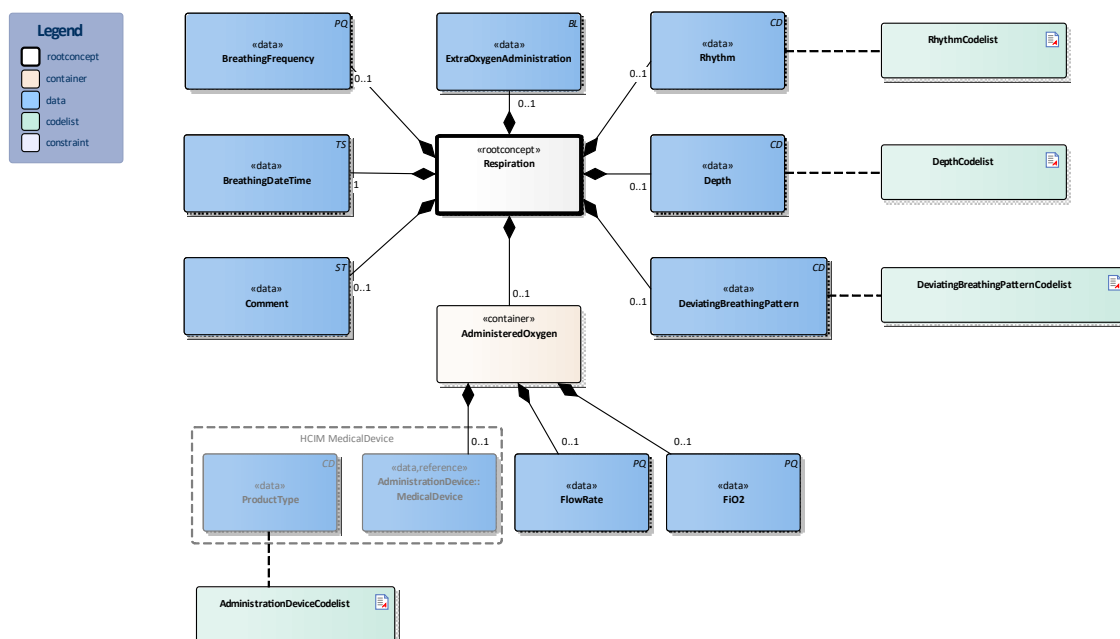 Legend
rootconcept
container
data
codelist
constraint
PQ
«data»
BreathingFrequency
0..1
BL
«data»
ExtraOxygenAdministration
0..1
CD
«data»
Rhythm
0..1
RhythmCodelist
TS
«data»
BreathingDateTime
1
«rootconcept»
Respiration
CD
«data»
Depth
0..1
DepthCodelist
ST
«data»
Comment
0..1
CD
«data»
DeviatingBreathingPattern
0..1
DeviatingBreathingPatternCodelist
0..1
«container»
AdministeredOxygen
HCIM MedicalDevice
CD
«data»
ProductType
0..1
«data,reference»
AdministrationDevice::
MedicalDevice
0..1
PQ
«data»
FlowRate
0..1
PQ
«data»
FiO2
AdministrationDeviceCodelist